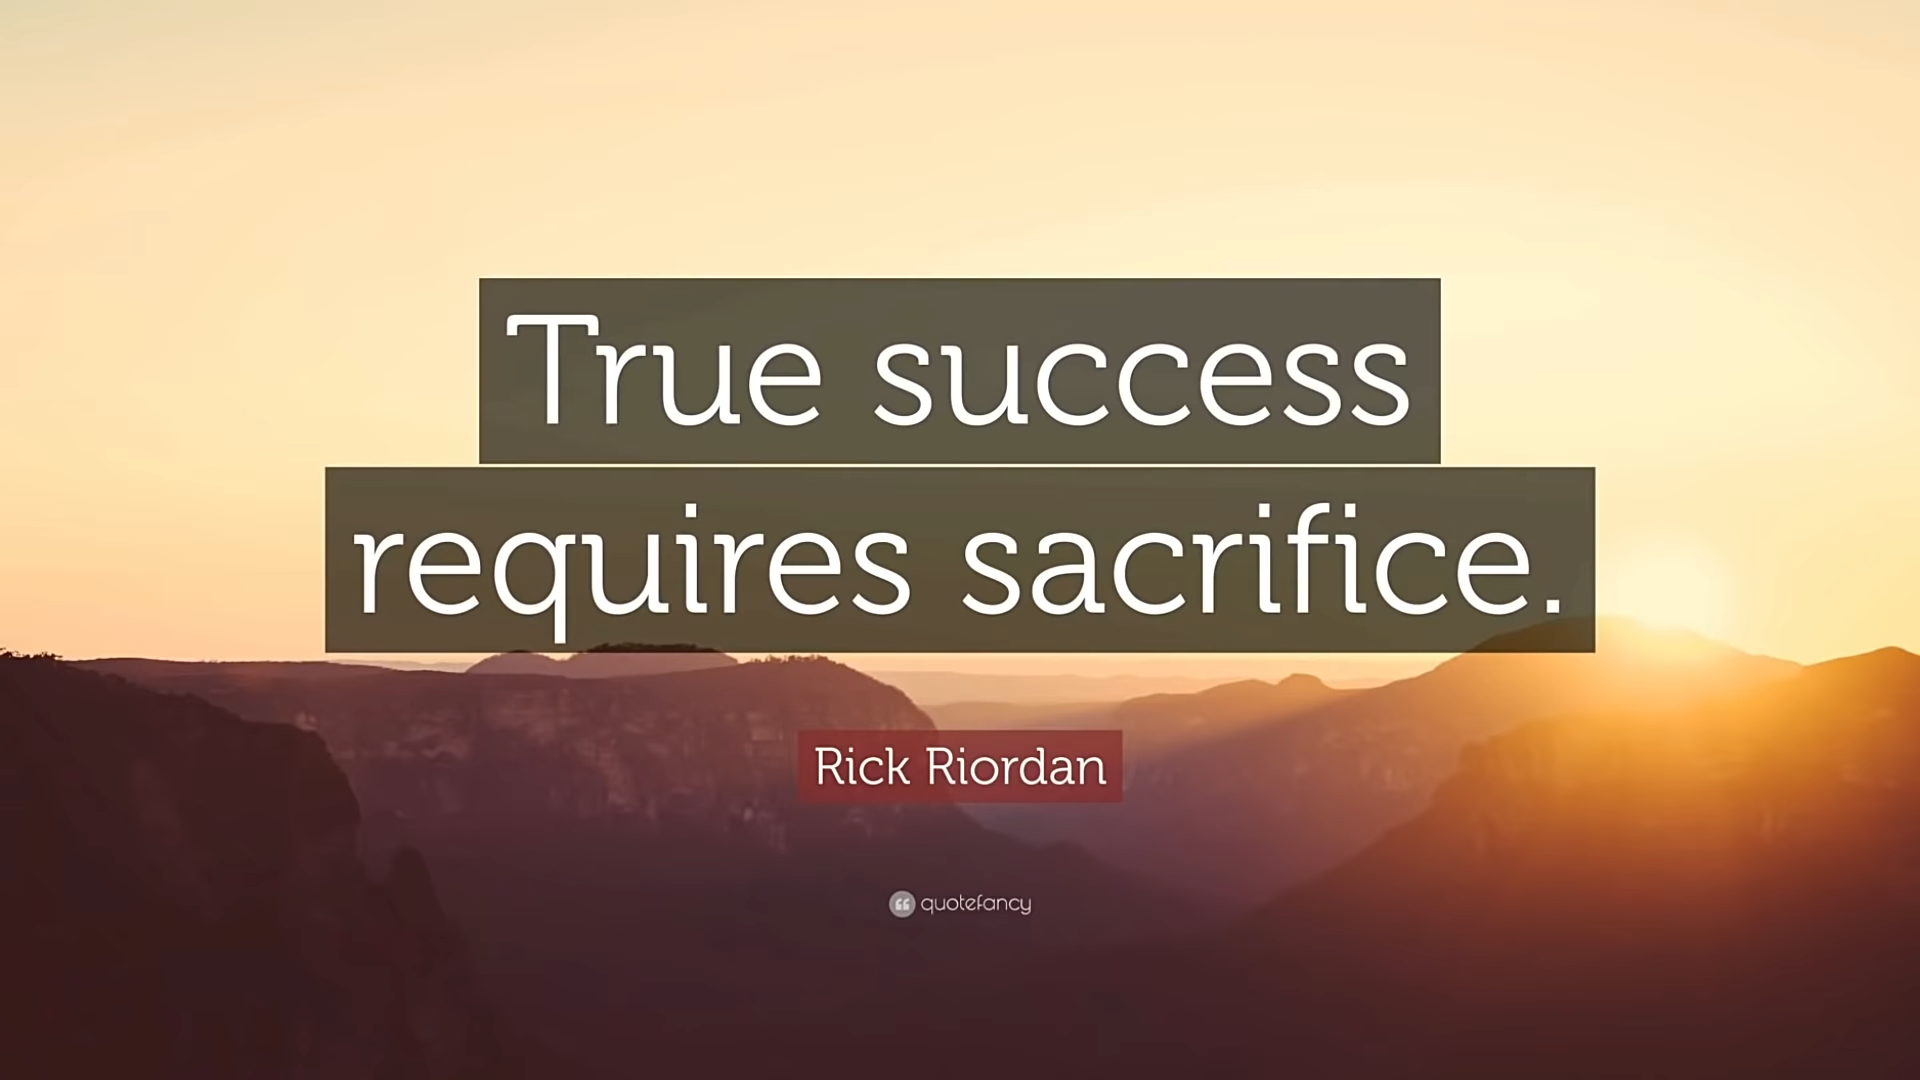 True success
requires sacrifice.
Rick Riordan
quotefancy